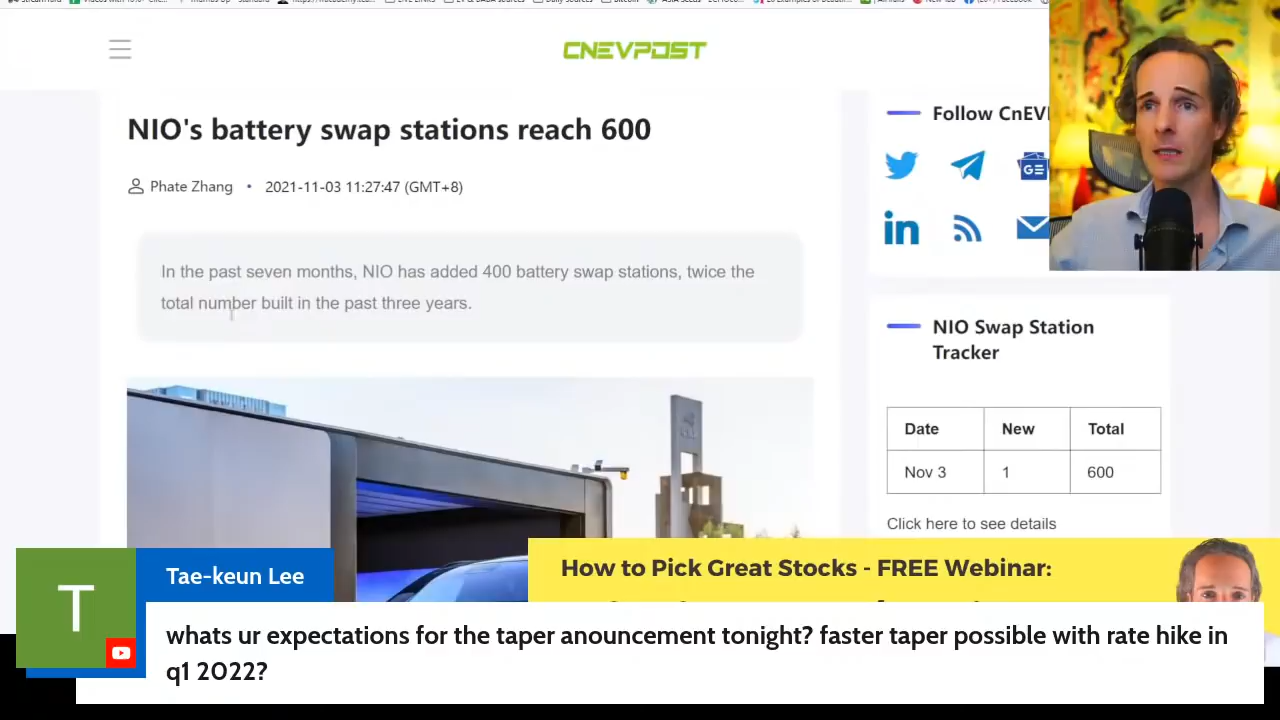 CNEVPOST
NIO's battery swap stations reach 600
Phate Zhang • 2021-11-03 11:27:47 (GMT+8)
In the past seven months, NIO has added 400 battery swap stations, twice the
total number built in the past three years.
Follow CnEV
GE
in
NIO Swap Station
Tracker
Date New Total
Nov 3 1 600
Click here to see details
How to Pick Great Stocks - FREE Webinar:
T
Tae-keun Lee
whats ur expectations for the taper anouncement tonight? faster taper possible with rate hike in
q1 2022?